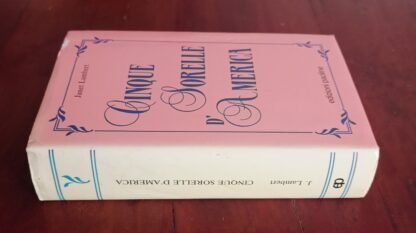 Janet Lambert
CINQUE
SORELLE
D'AMERICA
edizioni paoline
J. Lambert
CINQUE SORELLE D'AMERICA